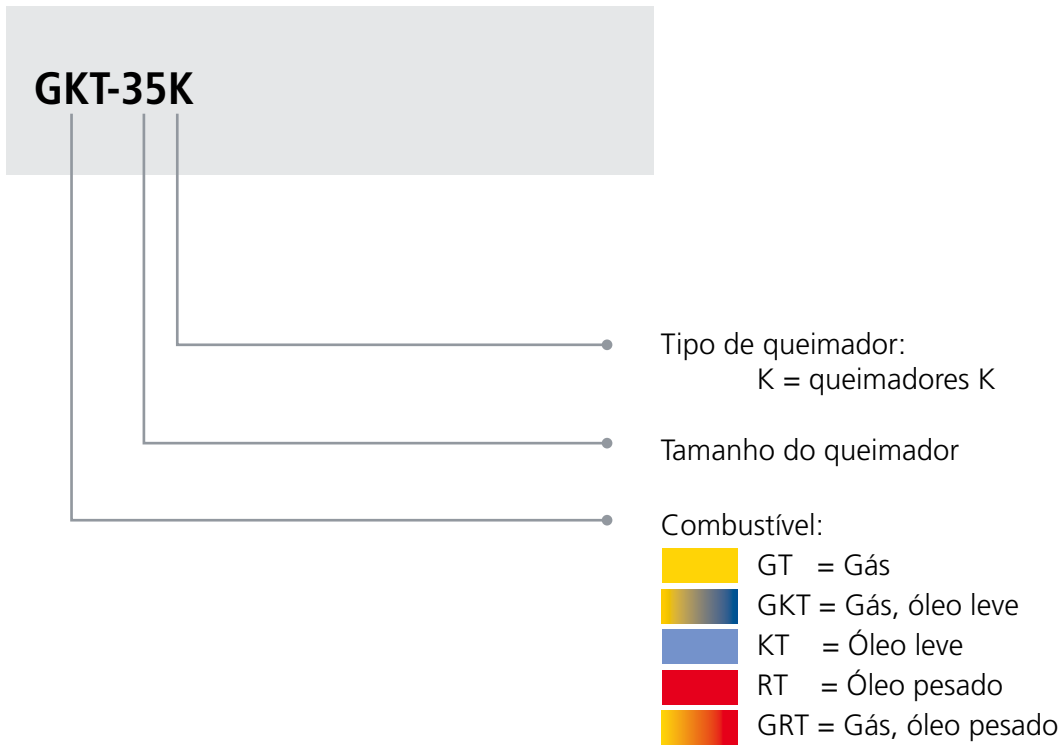 GKT-35K
Tipo de queimador:
K = queimadores K
Tamanho do queimador
Combustível:
GT = Gás
GKT = Gás, óleo leve
KT = Óleo leve
RT = Óleo pesado
GRT = Gás, óleo pesado